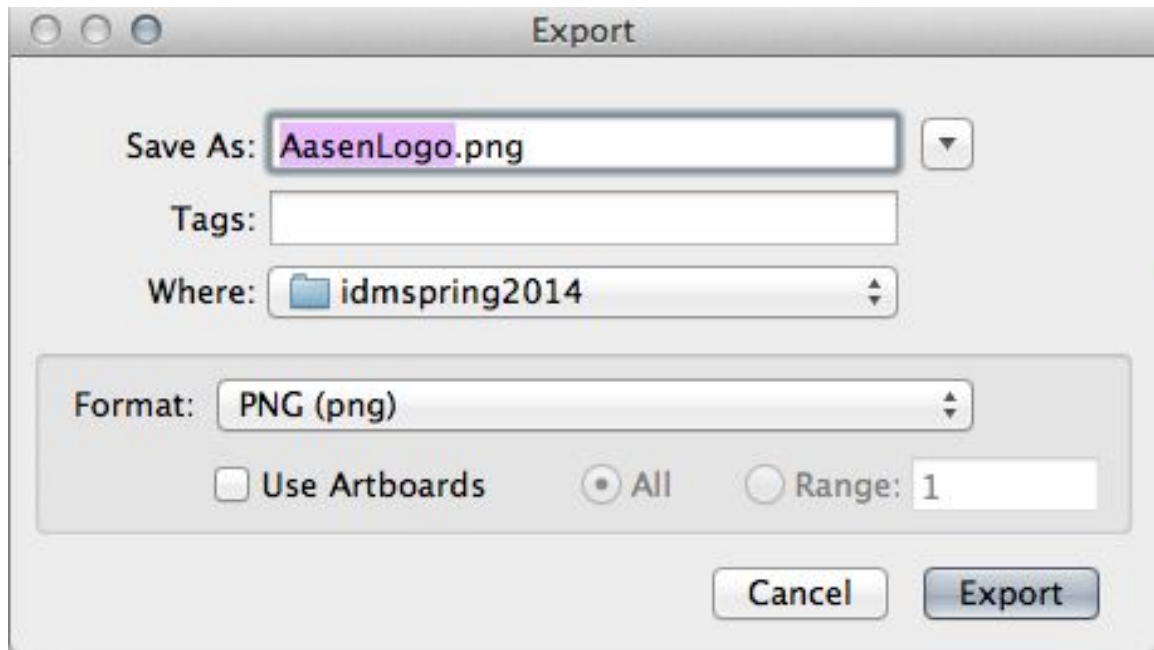 Export
Save As: AasenLogo.png
Tags:
Where: idmspring2014
Format: PNG (png)
Use Artboards All Range: 1
Cancel Export